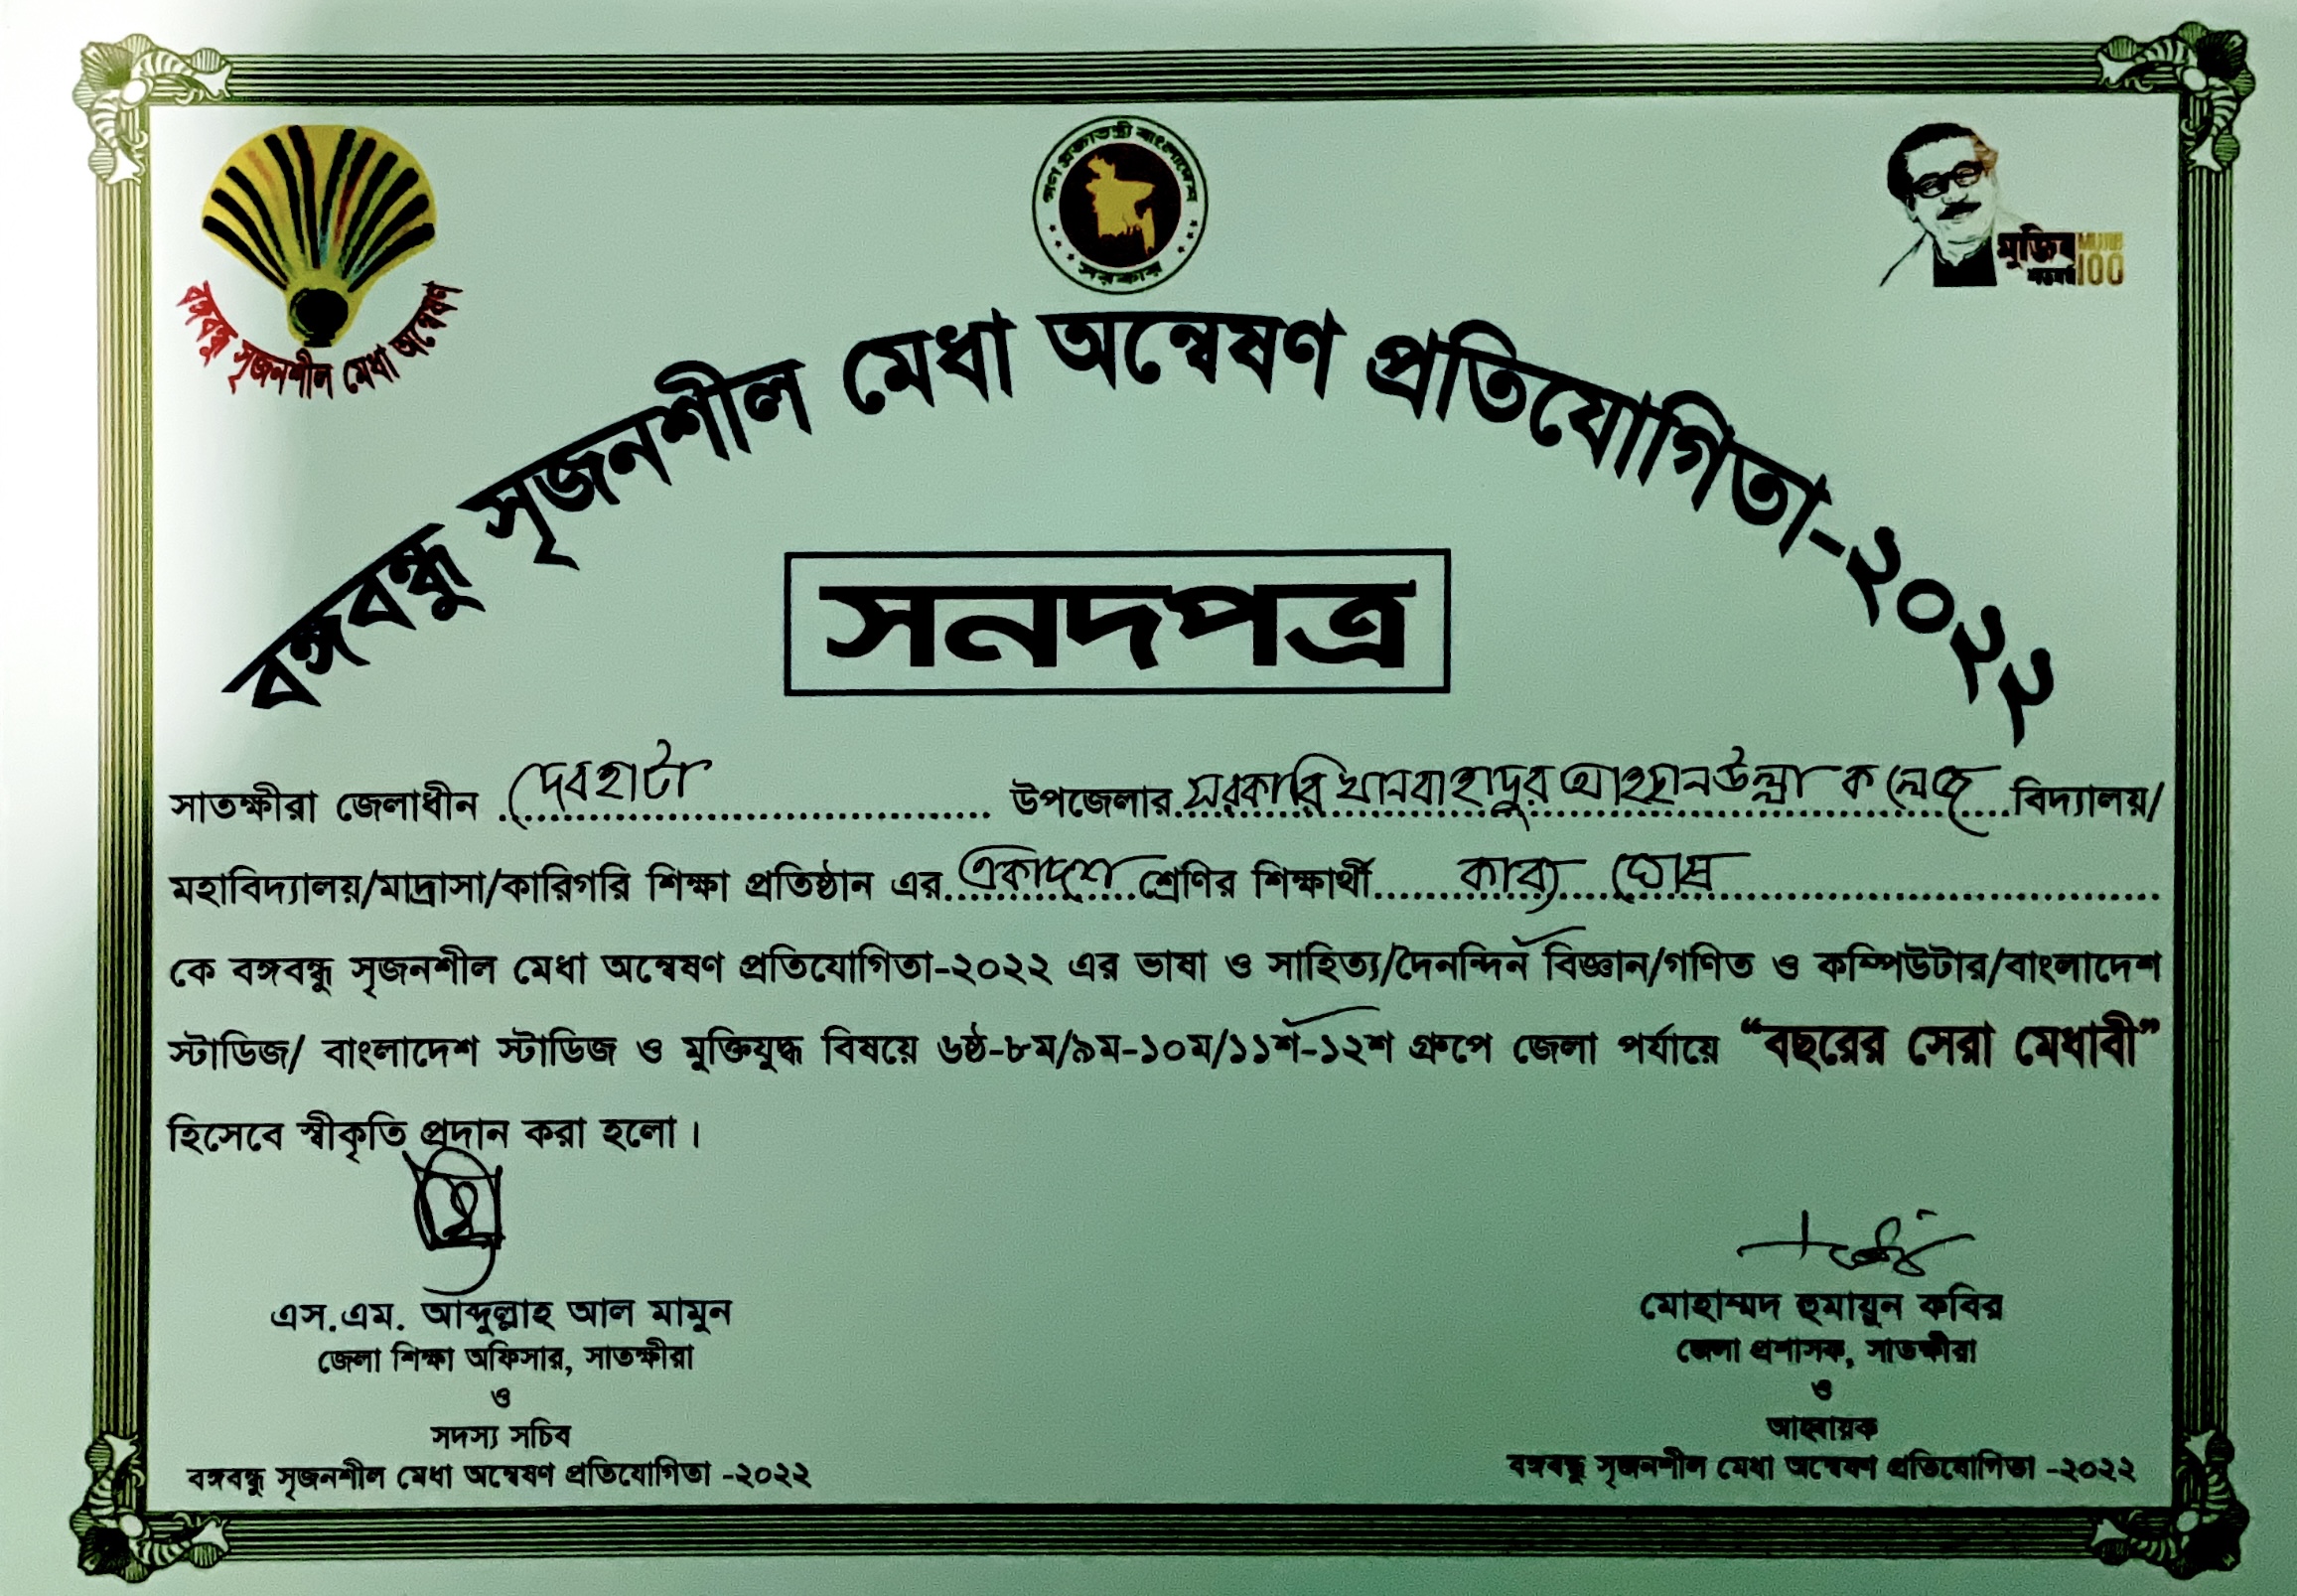 গণপ্রজাতন্ত্রী বাংলাদেশ
সরকার
বঙ্গবন্ধু সৃজনশীল মেধা অন্বেষণ
মুজিব MUJIB
শতবর্ষ 100
বঙ্গবন্ধু সৃজনশীল মেধা অন্বেষণ প্রতিযোগিতা-২০২২
সনদপত্র
সাতক্ষীরা জেলাধীন দেবহাটা উপজেলার সরকারি খানবাহাদুর আহছানউল্লা কলেজ বিদ্যালয়/
মহাবিদ্যালয়/মাদ্রাসা/কারিগরি শিক্ষা প্রতিষ্ঠান এর একাদশ শ্রেণির শিক্ষার্থী কাব্য ঘোষ
কে বঙ্গবন্ধু সৃজনশীল মেধা অন্বেষণ প্রতিযোগিতা-২০২২ এর ভাষা ও সাহিত্য/দৈনন্দিন বিজ্ঞান/গণিত ও কম্পিউটার/বাংলাদেশ
স্টাডিজ/ বাংলাদেশ স্টাডিজ ও মুক্তিযুদ্ধ বিষয়ে ৬ষ্ঠ-৮ম/৯ম-১০ম/১১শ-১২শ গ্রুপে জেলা পর্যায়ে “বছরের সেরা মেধাবী”
হিসেবে স্বীকৃতি প্রদান করা হলো।
এস.এম. আব্দুল্লাহ আল মামুন
জেলা শিক্ষা অফিসার, সাতক্ষীরা
ও
সদস্য সচিব
বঙ্গবন্ধু সৃজনশীল মেধা অন্বেষণ প্রতিযোগিতা -২০২২
মোহাম্মদ হুমায়ুন কবির
জেলা প্রশাসক, সাতক্ষীরা
ও
আহ্বায়ক
বঙ্গবন্ধু সৃজনশীল মেধা অন্বেষণ প্রতিযোগিতা -২০২২